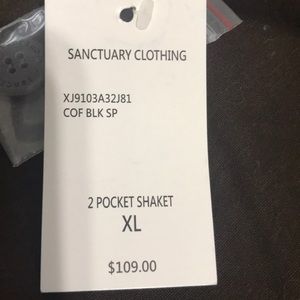 SANCTUARY CLOTHING
XJ9103A32J81
COF BLK SP
2 POCKET SHAKET
XL
$109.00